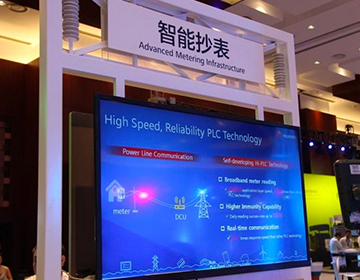 智能抄表
Advanced Metering Infrastructure
High Speed, Reliability PLC Technology
Power Line Communication
Self-developing Hi-PLC Technology
Broadband meter reading
Higher Immunity Capability
meter
DCU
Real-time communication